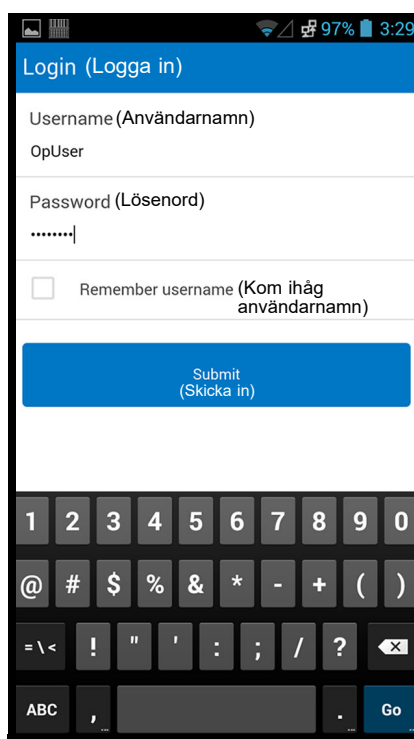 97% 3:29
Login (Logga in)
Username (Användarnamn)
OpUser
Password (Lösenord)
••••••••
Remember username (Kom ihåg
användarnamn)
Submit
(Skicka in)
1 2 3 4 5 6 7 8 9 0
@ # $ % & * - + ( )
= \ < ! " ' : ; / ?
ABC , . Go